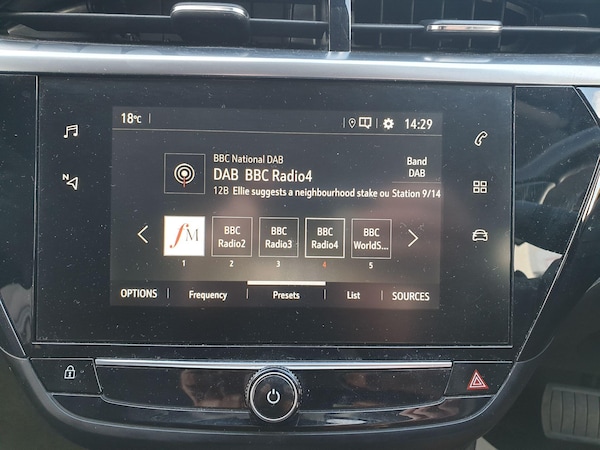 18°C 14:29
BBC National DAB
DAB BBC Radio4
12B Ellie suggests a neighbourhood stake ou
Band
DAB
Station 9/14
fM
BBC
Radio2
BBC
Radio3
BBC
Radio4
BBC
WorldS...
1 2 3 4 5
OPTIONS Frequency Presets List SOURCES
N